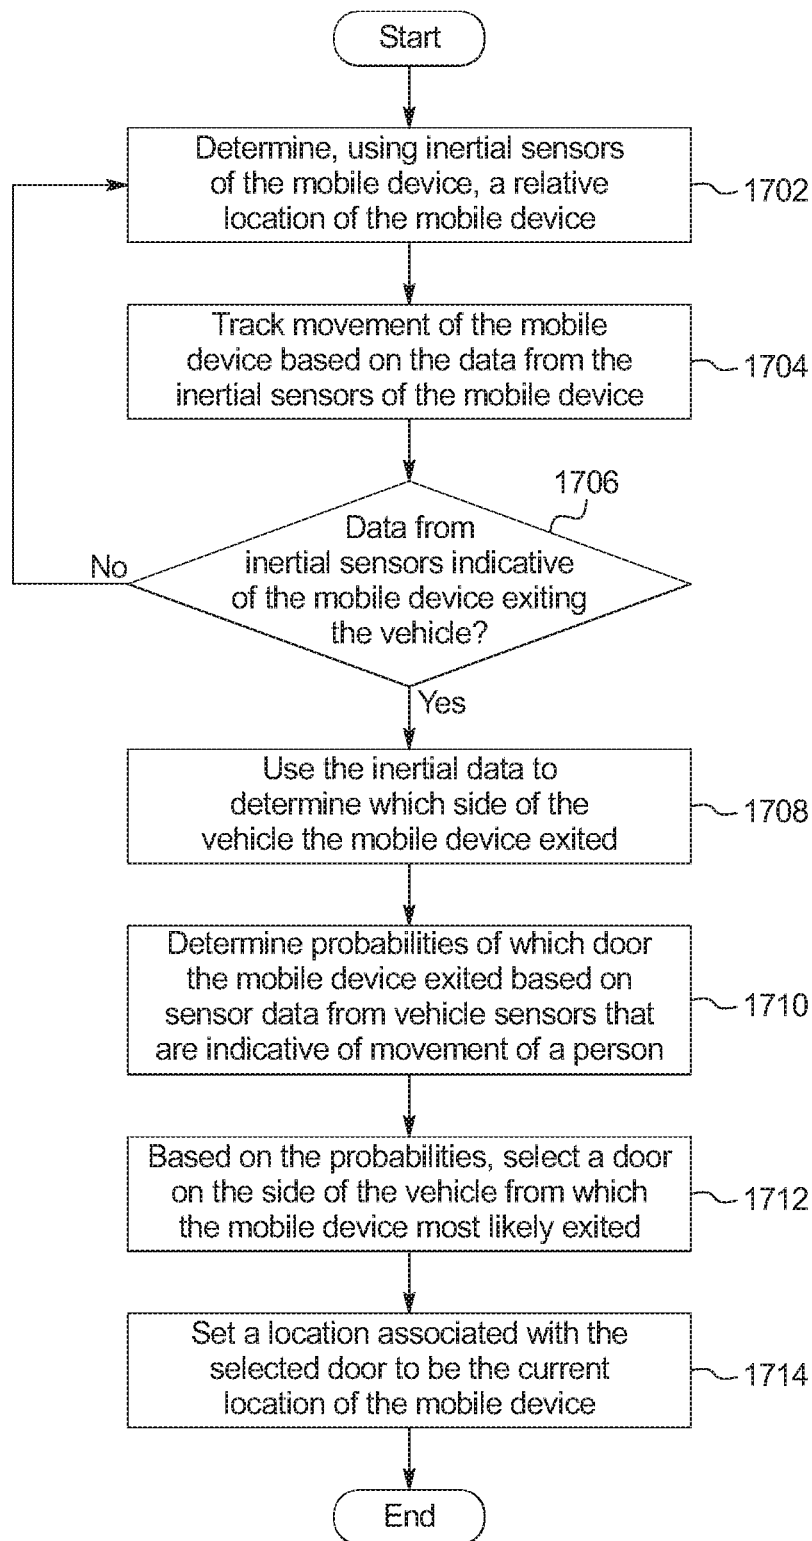 Start
Determine, using inertial sensors
of the mobile device, a relative
location of the mobile device
1702
Track movement of the mobile
device based on the data from the
inertial sensors of the mobile device
1704
1706
Data from
inertial sensors indicative
of the mobile device exiting
the vehicle?
No
Yes
Use the inertial data to
determine which side of the
vehicle the mobile device exited
1708
Determine probabilities of which door
the mobile device exited based on
sensor data from vehicle sensors that
are indicative of movement of a person
1710
Based on the probabilities, select a door
on the side of the vehicle from which
the mobile device most likely exited
1712
Set a location associated with the
selected door to be the current
location of the mobile device
1714
End